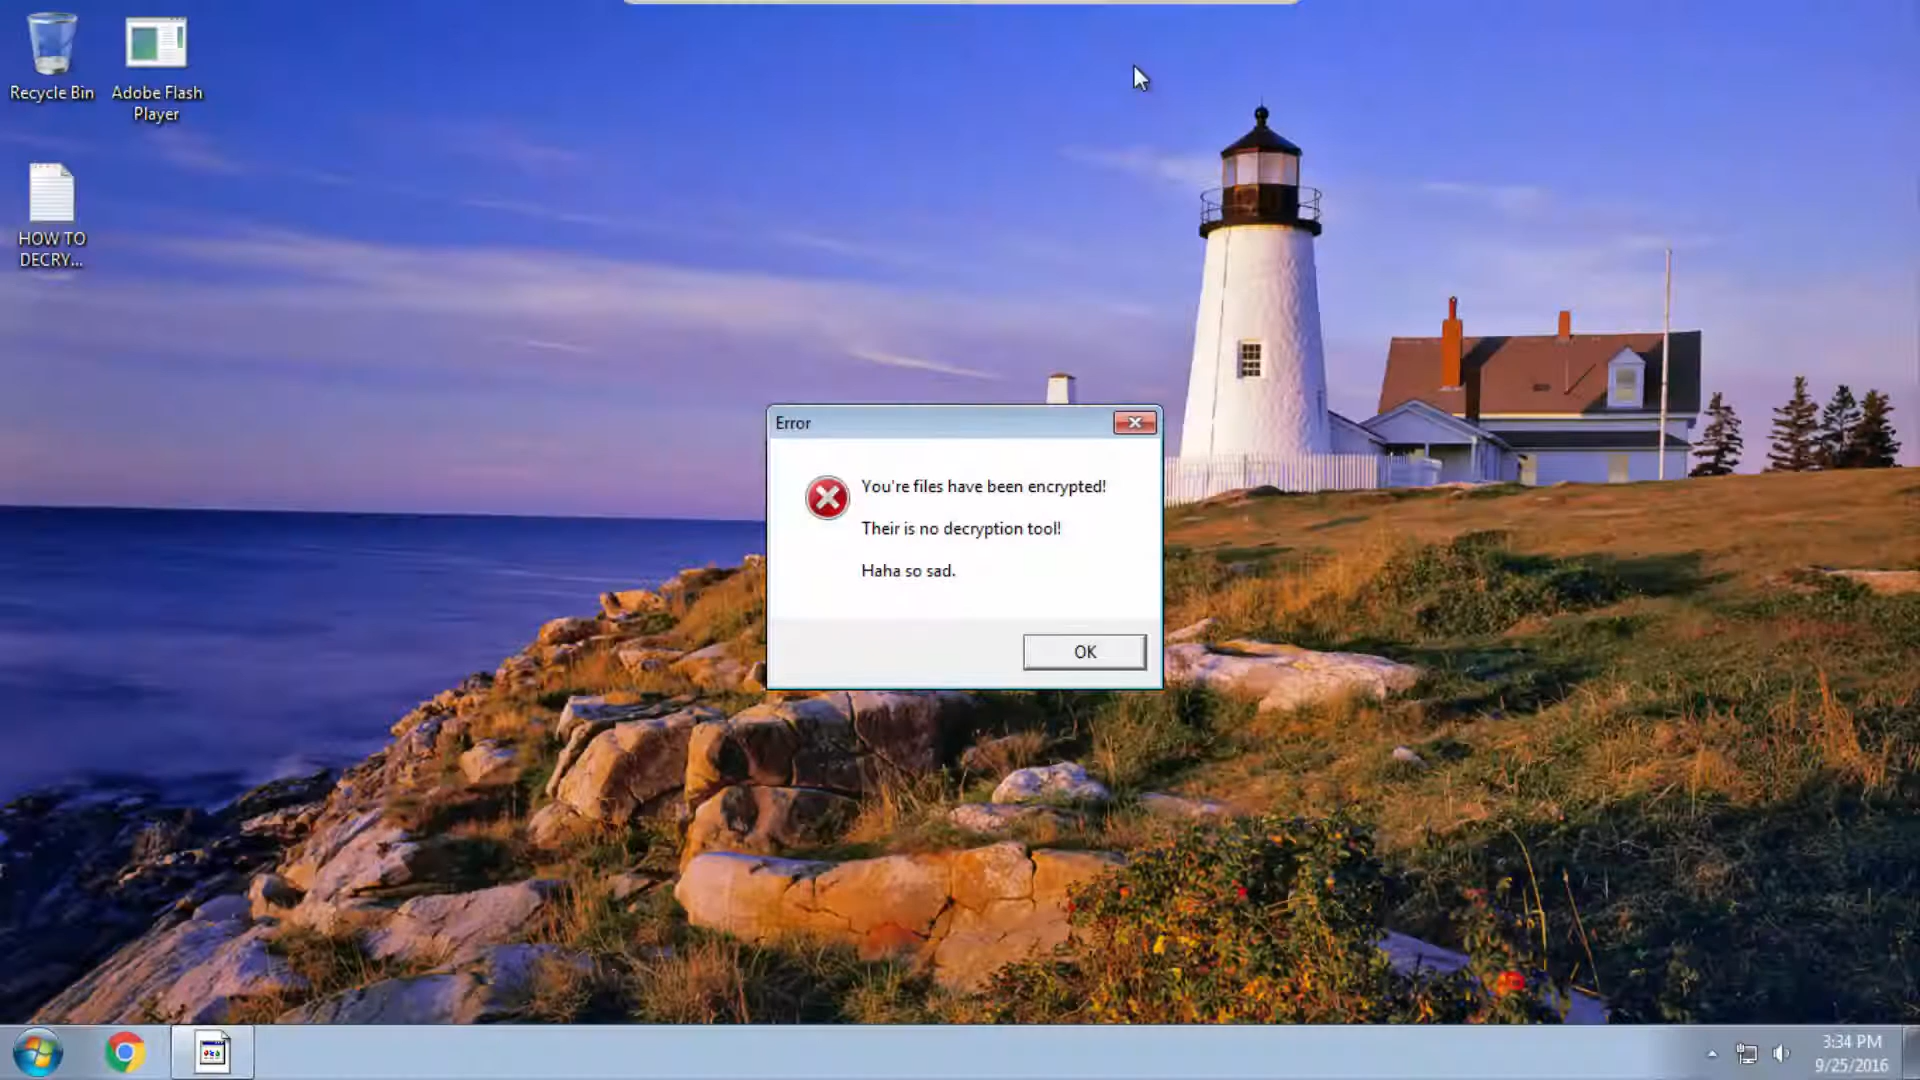 Recycle Bin
Adobe Flash
Player
HOW TO
DECRY...
Error
You're files have been encrypted!
Their is no decryption tool!
Haha so sad.
OK
3:34 PM
9/25/2016